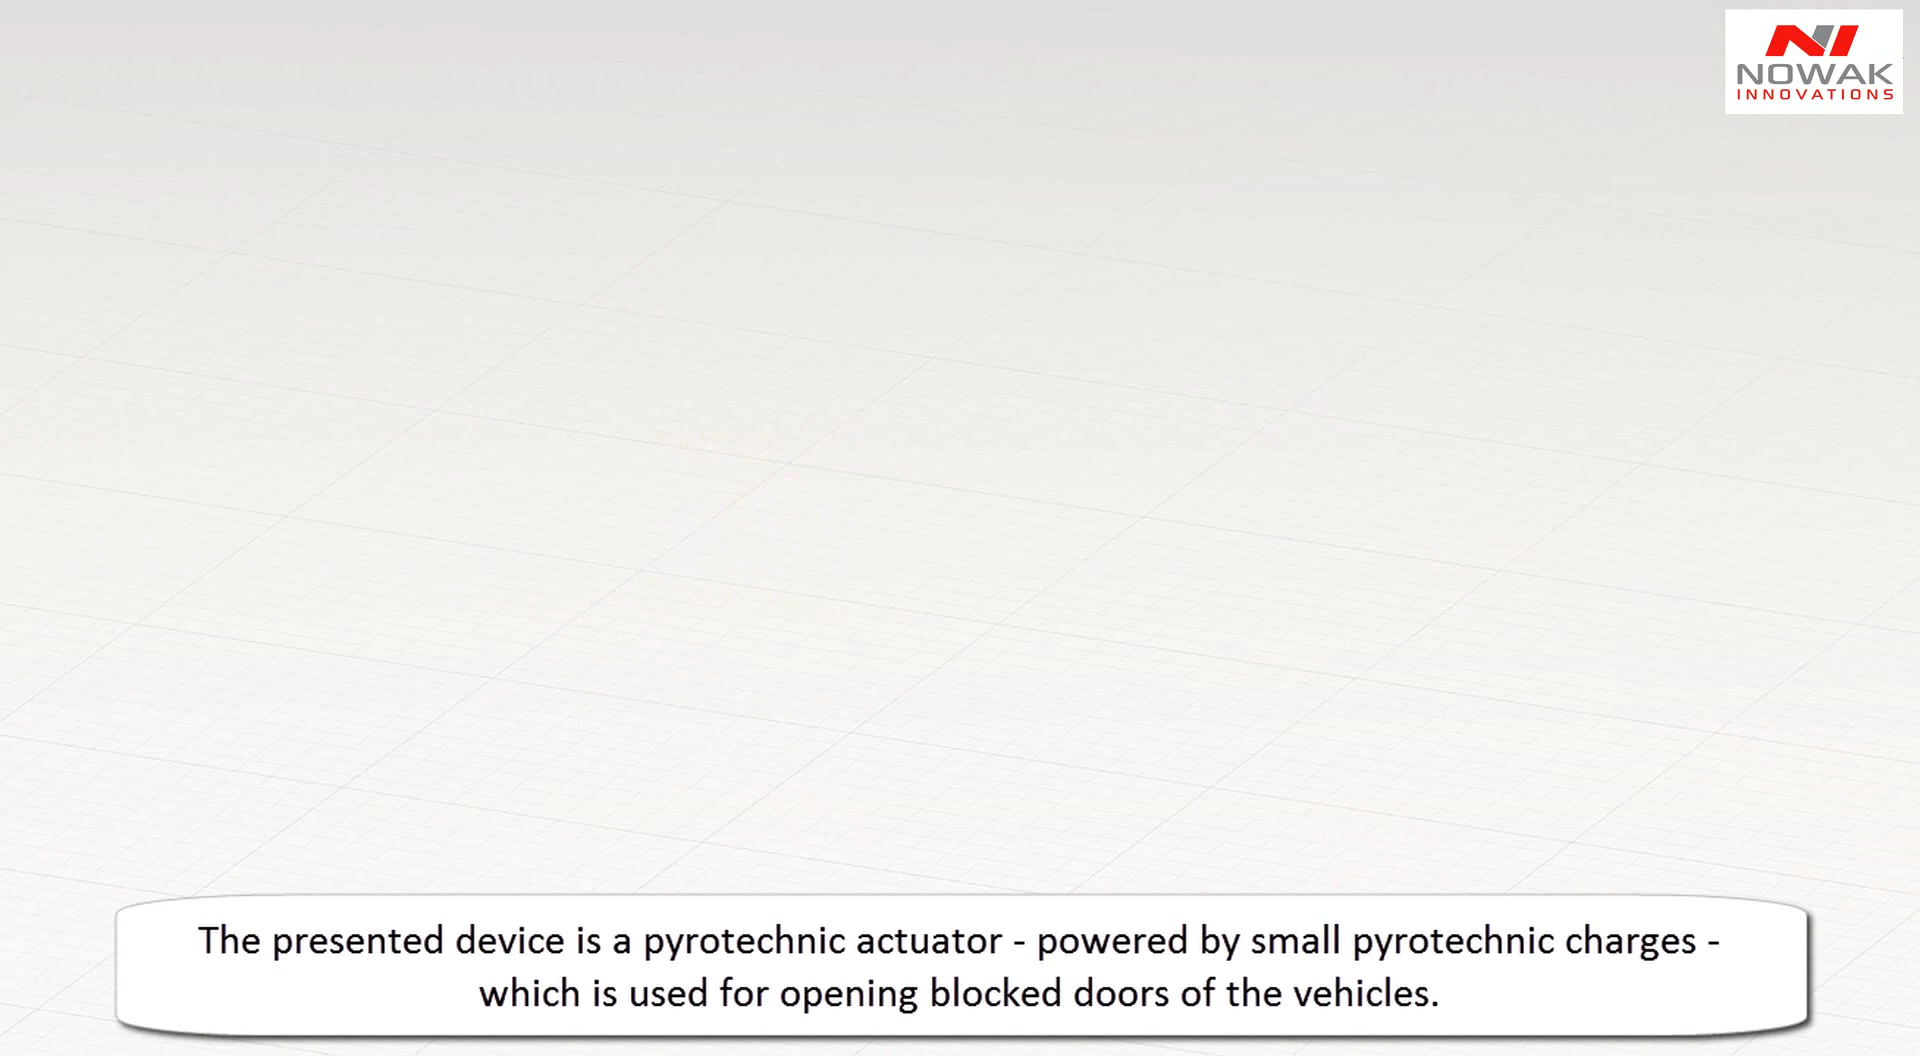 NOWAK
INNOVATIONS
The presented device is a pyrotechnic actuator - powered by small pyrotechnic charges -
which is used for opening blocked doors of the vehicles.